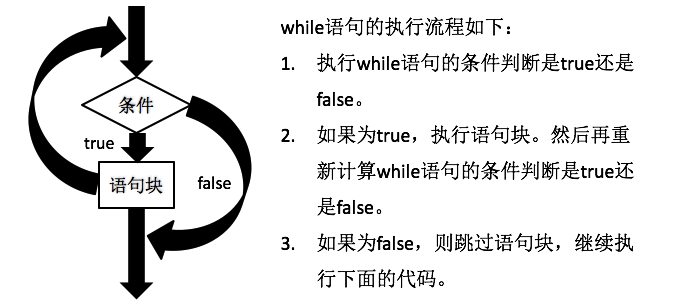 条件
true
语句块
false
while语句的执行流程如下：
1. 执行while语句的条件判断是true还是
false。
2. 如果为true，执行语句块。然后再重
新计算while语句的条件判断是true还
是false。
3. 如果为false，则跳过语句块，继续执
行下面的代码。